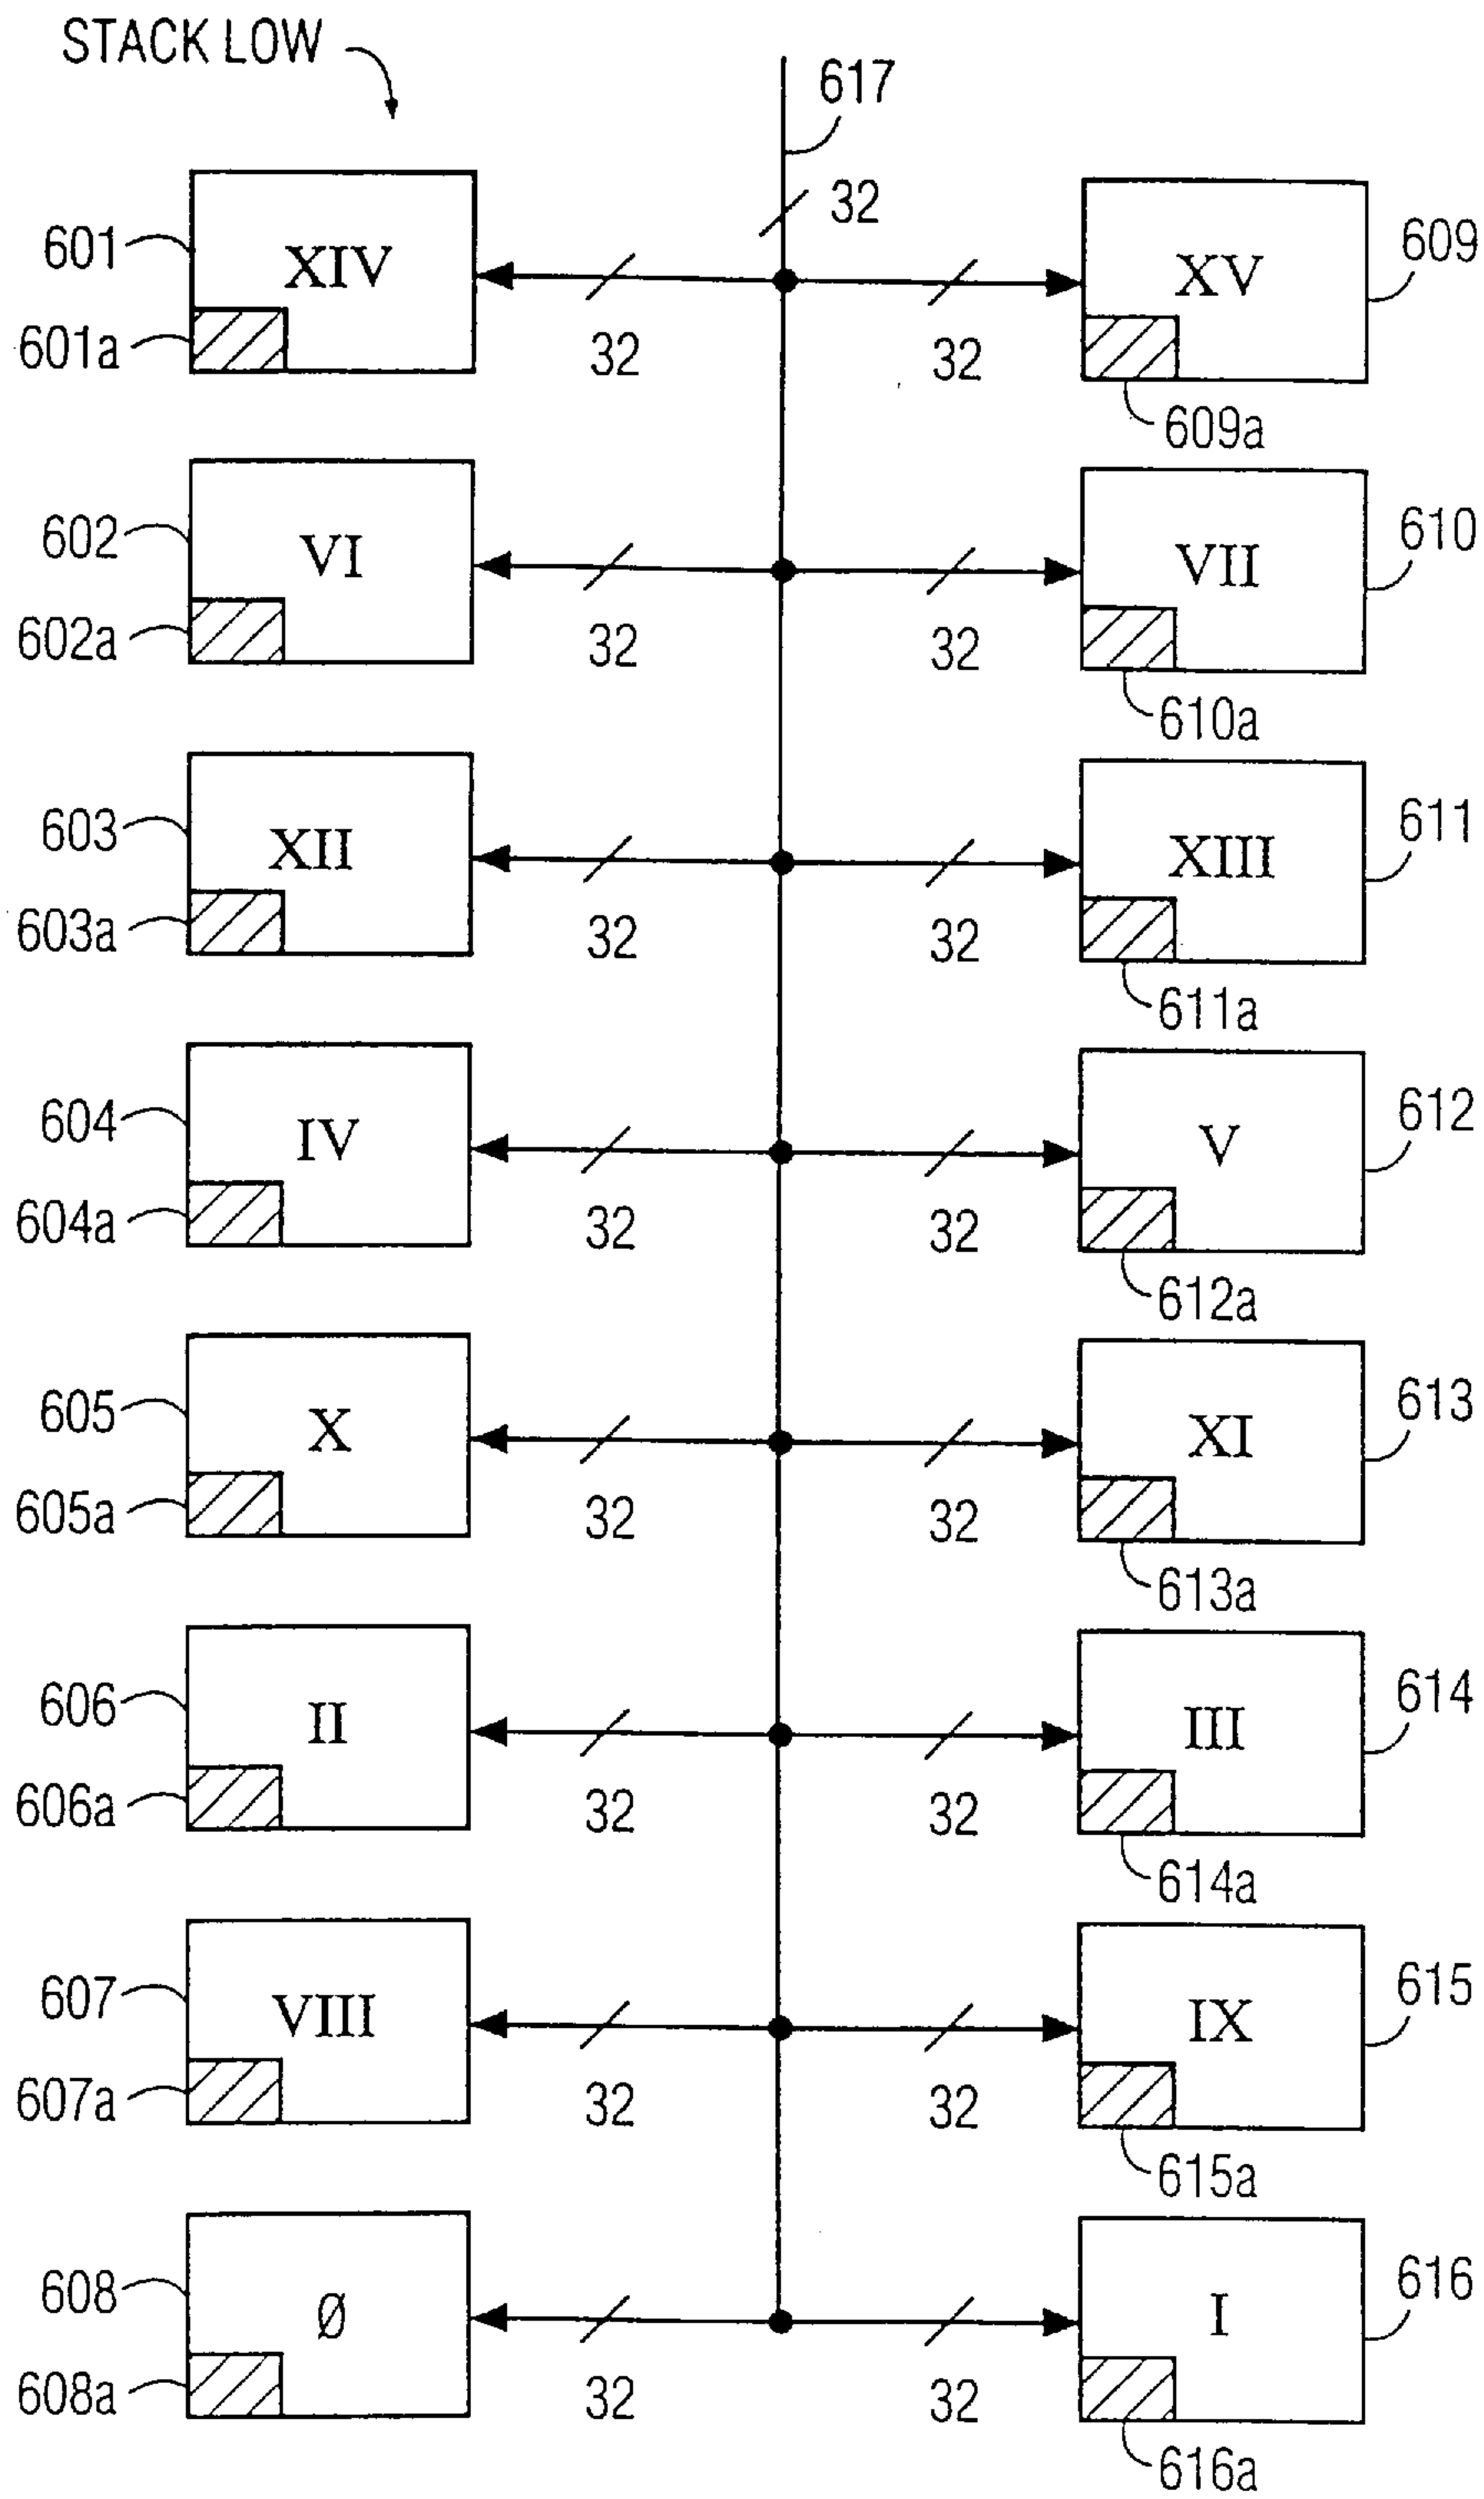 STACK LOW
617
32
601
XIV
XV
609
601a
32
32
609a
602
VI
VII
610
602a
32
32
610a
603
XII
XIII
611
603a
32
32
611a
604
IV
V
612
604a
32
32
612a
605
X
XI
613
605a
32
32
613a
606
II
III
614
606a
32
32
614a
607
VIII
IX
615
607a
32
32
615a
608
Ø
I
616
608a
32
32
616a